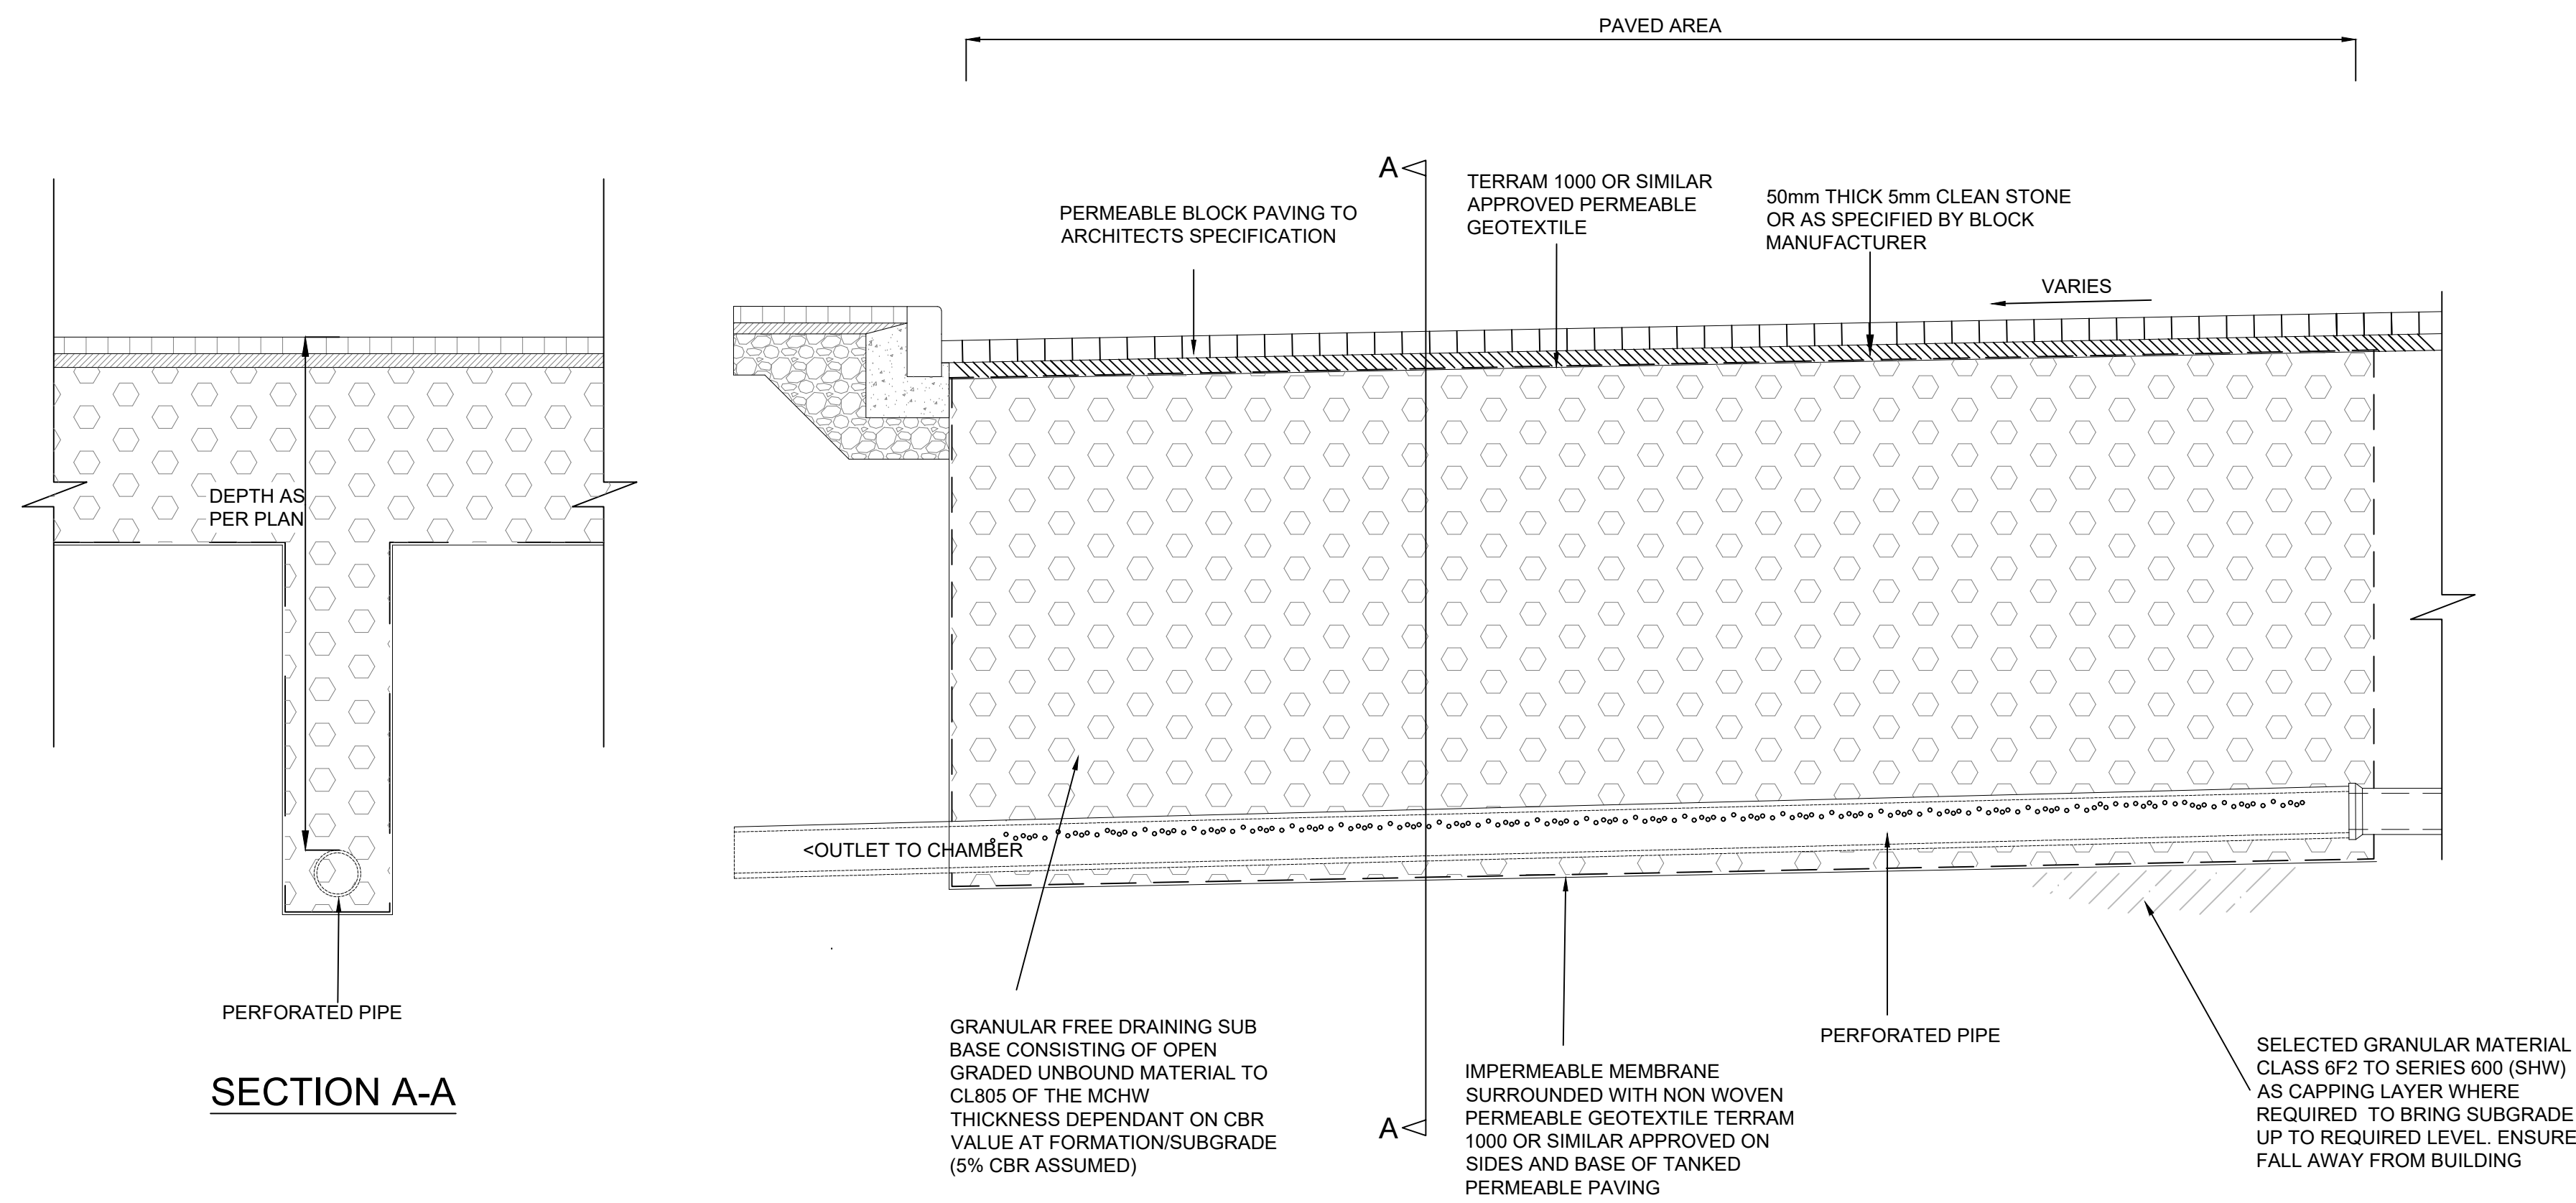 PAVED AREA
A
TERRAM 1000 OR SIMILAR
APPROVED PERMEABLE
GEOTEXTILE
50mm THICK 5mm CLEAN STONE
OR AS SPECIFIED BY BLOCK
MANUFACTURER
PERMEABLE BLOCK PAVING TO
ARCHITECTS SPECIFICATION
VARIES
DEPTH AS
PER PLAN
<OUTLET TO CHAMBER
PERFORATED PIPE
SECTION A-A
GRANULAR FREE DRAINING SUB
BASE CONSISTING OF OPEN
GRADED UNBOUND MATERIAL TO
CL805 OF THE MCHW
THICKNESS DEPENDANT ON CBR
VALUE AT FORMATION/SUBGRADE
(5% CBR ASSUMED)
A
IMPERMEABLE MEMBRANE
SURROUNDED WITH NON WOVEN
PERMEABLE GEOTEXTILE TERRAM
1000 OR SIMILAR APPROVED ON
SIDES AND BASE OF TANKED
PERMEABLE PAVING
PERFORATED PIPE
SELECTED GRANULAR MATERIAL
CLASS 6F2 TO SERIES 600 (SHW)
AS CAPPING LAYER WHERE
REQUIRED TO BRING SUBGRADE
UP TO REQUIRED LEVEL. ENSURE
FALL AWAY FROM BUILDING